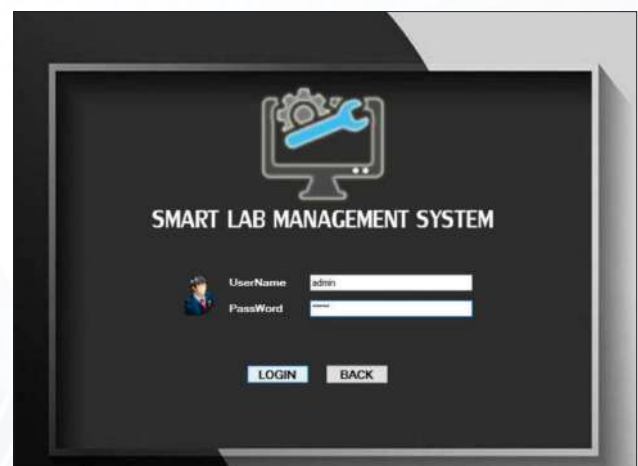 SMART LAB MANAGEMENT SYSTEM
UserName admin
PassWord
LOGIN BACK